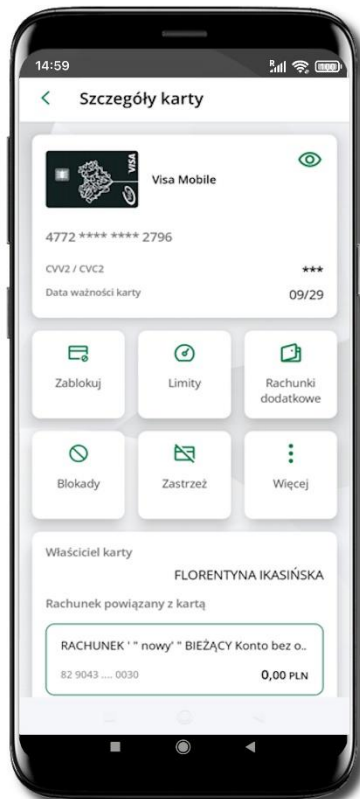 14:59
R
Szczegóły karty
VISA
Visa Mobile
4772 **** **** 2796
CVV2 / CVC2 ***
Data ważności karty 09/29
Zablokuj Limity Rachunki
dodatkowe
Blokady Zastrzeż Więcej
Właściciel karty
FLORENTYNA IKASIŃSKA
Rachunek powiązany z kartą
RACHUNEK ' " nowy' " BIEŻĄCY Konto bez o..
82 9043 .... 0030 0,00 PLN